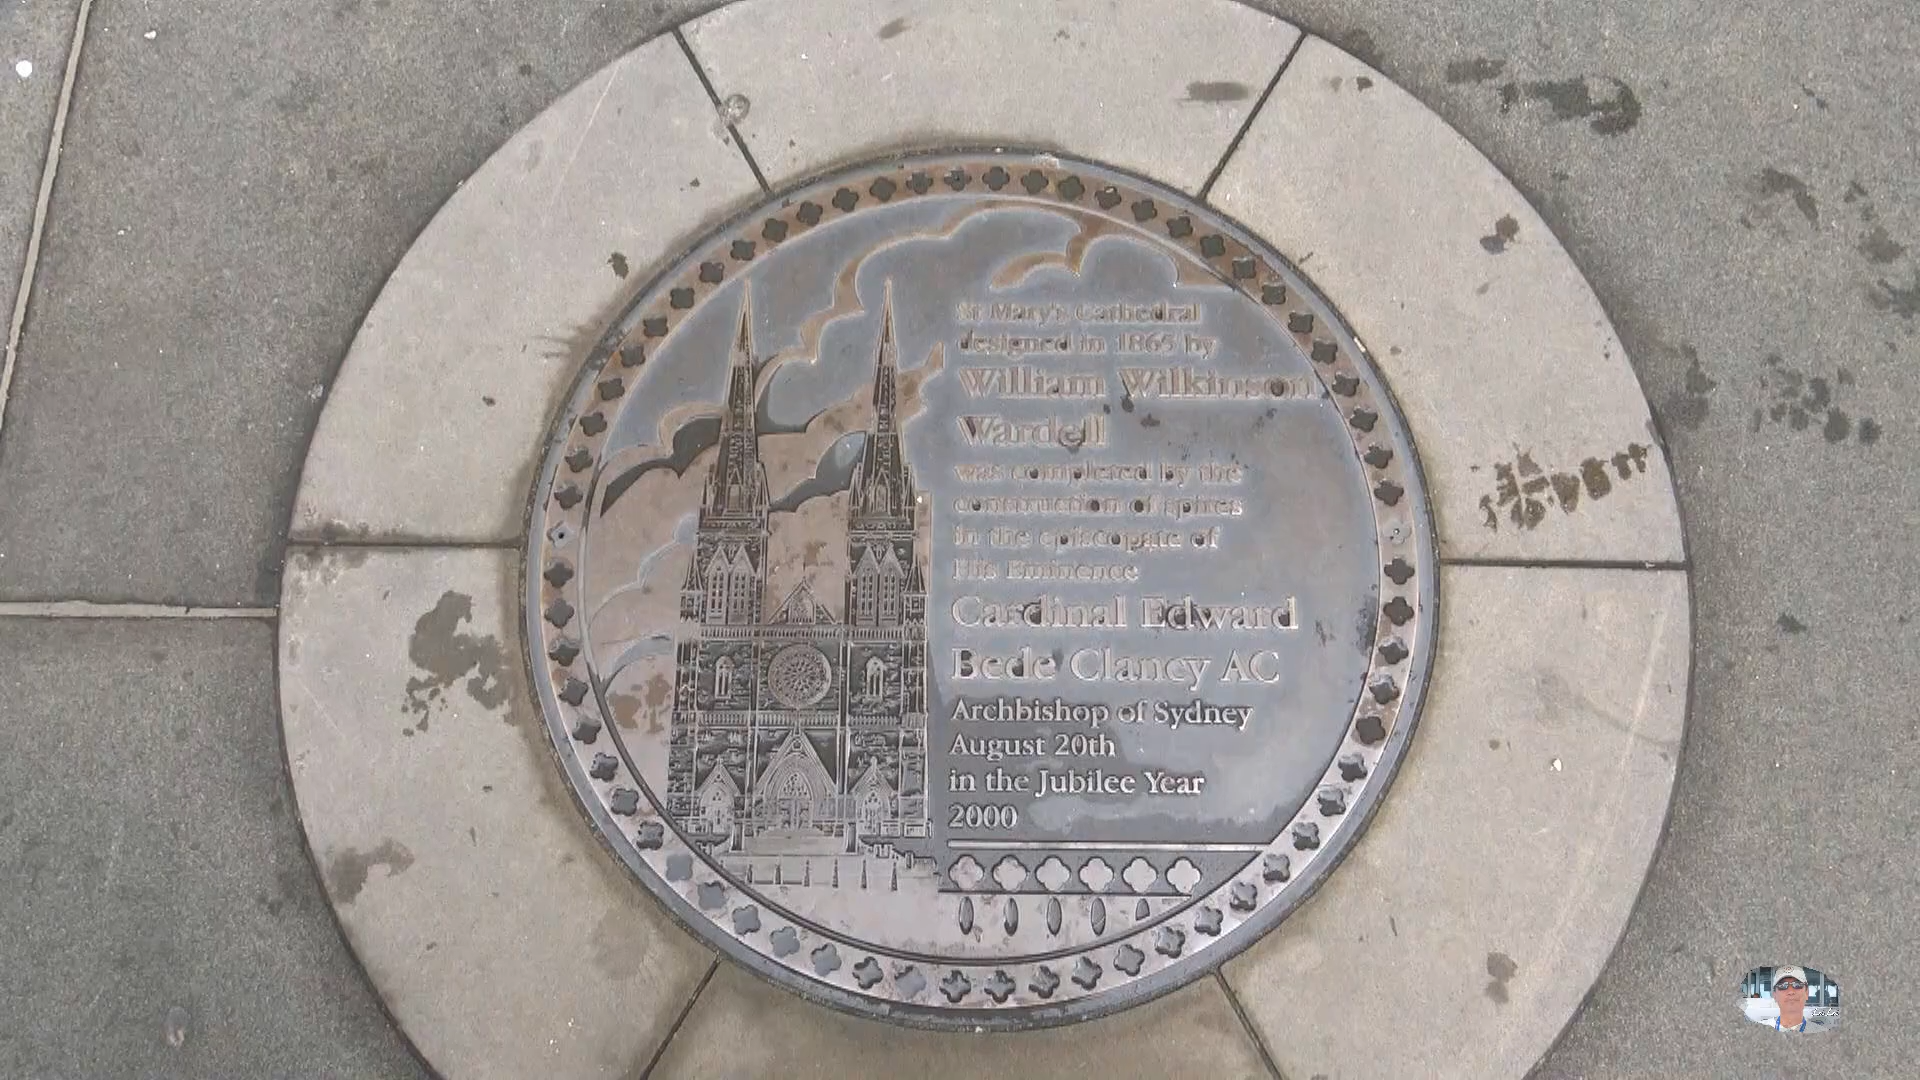 St Mary's Cathedral
designed in 1865 by
William Wilkinson
Wardell
was completed by the
construction of spires
in the episcopate of
His Eminence
Cardinal Edward
Bede Clancy AC
Archbishop of Sydney
August 20th
in the Jubilee Year
2000